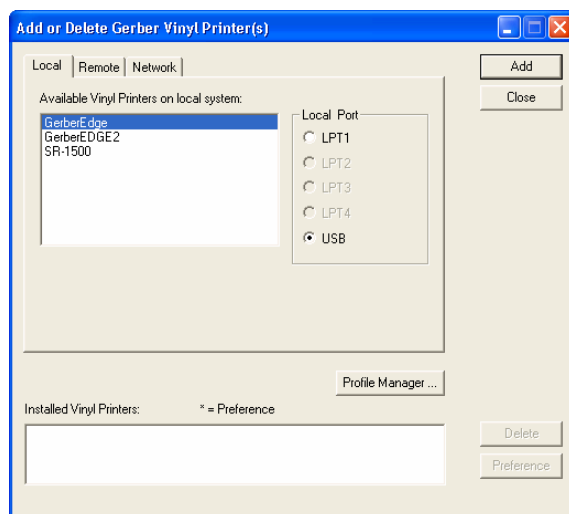 Add or Delete Gerber Vinyl Printer(s)
Local Remote Network
Add
Close
Available Vinyl Printers on local system:
GerberEdge
GerberEDGE2
SR-1500
Local Port
LPT1
LPT2
LPT3
LPT4
USB
Profile Manager ...
Installed Vinyl Printers: * = Preference
Delete
Preference